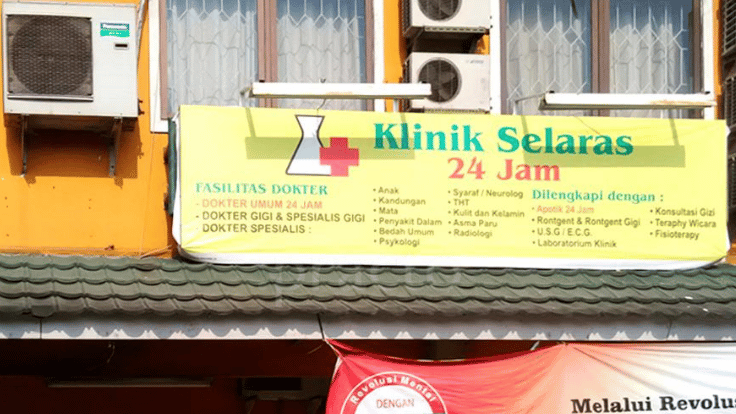 Panasonic
Klinik Selaras
24 Jam
FASILITAS DOKTER
- DOKTER UMUM 24 JAM
- DOKTER GIGI & SPESIALIS GIGI
- DOKTER SPESIALIS :
• Anak
• Kandungan
• Mata
• Penyakit Dalam
• Bedah Umum
• Psykologi
• Syaraf / Neurolog
• THT
• Kulit dan Kelamin
• Asma Paru
• Radiologi
Dilengkapi dengan :
• Apotik 24 Jam
• Rontgent & Rontgent Gigi
• U.S.G / E.C.G.
• Laboratorium Klinik
• Konsultasi Gizi
• Teraphy Wicara
• Fisioterapy
Revolusi Mental
DENGAN
Melalui Revolus